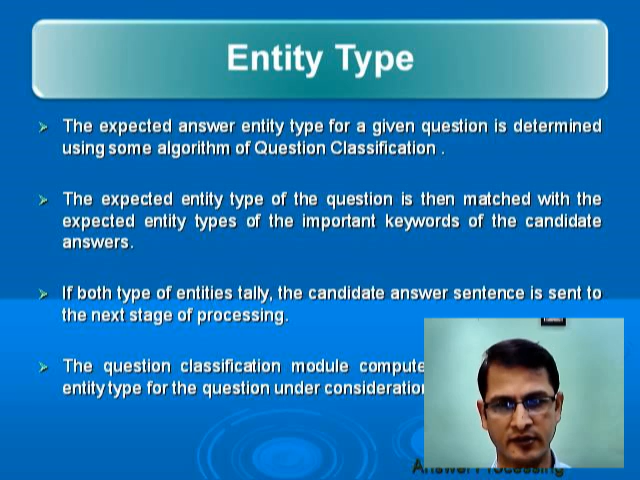 Entity Type
The expected answer entity type for a given question is determined
using some algorithm of Question Classification .
The expected entity type of the question is then matched with the
expected entity types of the important keywords of the candidate
answers.
If both type of entities tally, the candidate answer sentence is sent to
the next stage of processing.
The question classification module
entity type for the question under consideration
Answer Processing